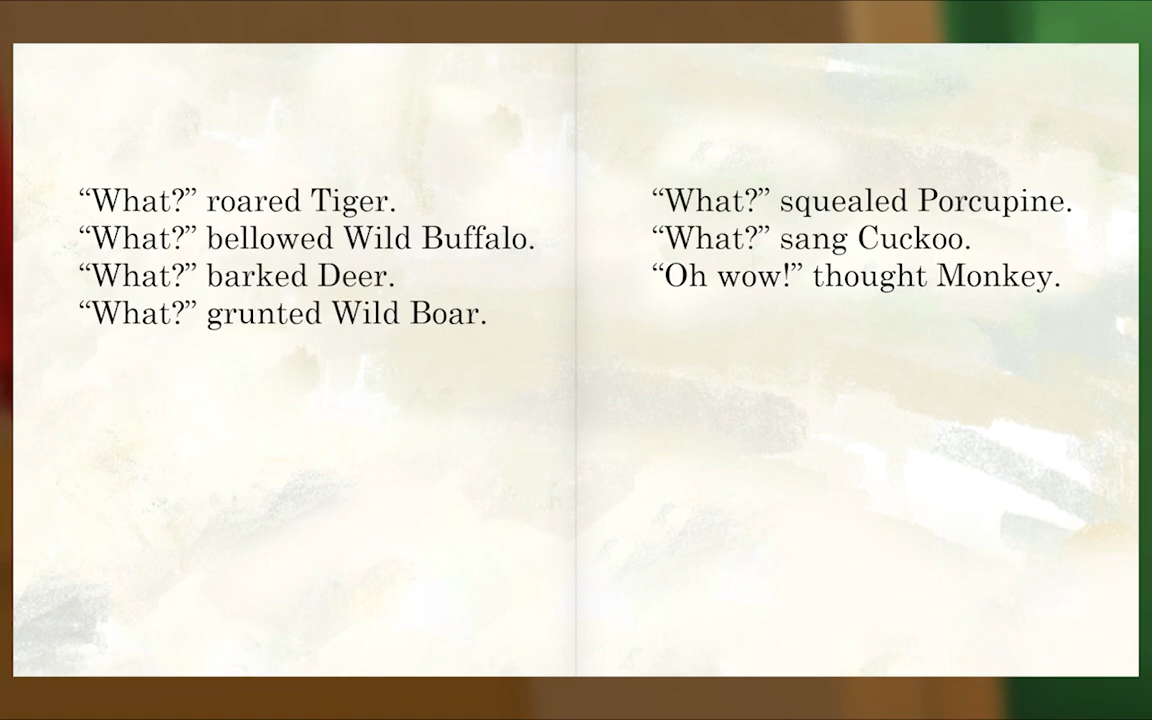 “What?” roared Tiger.
“What?” bellowed Wild Buffalo.
“What?” barked Deer.
“What?” grunted Wild Boar.
“What?” squealed Porcupine.
“What?” sang Cuckoo.
“Oh wow!” thought Monkey.